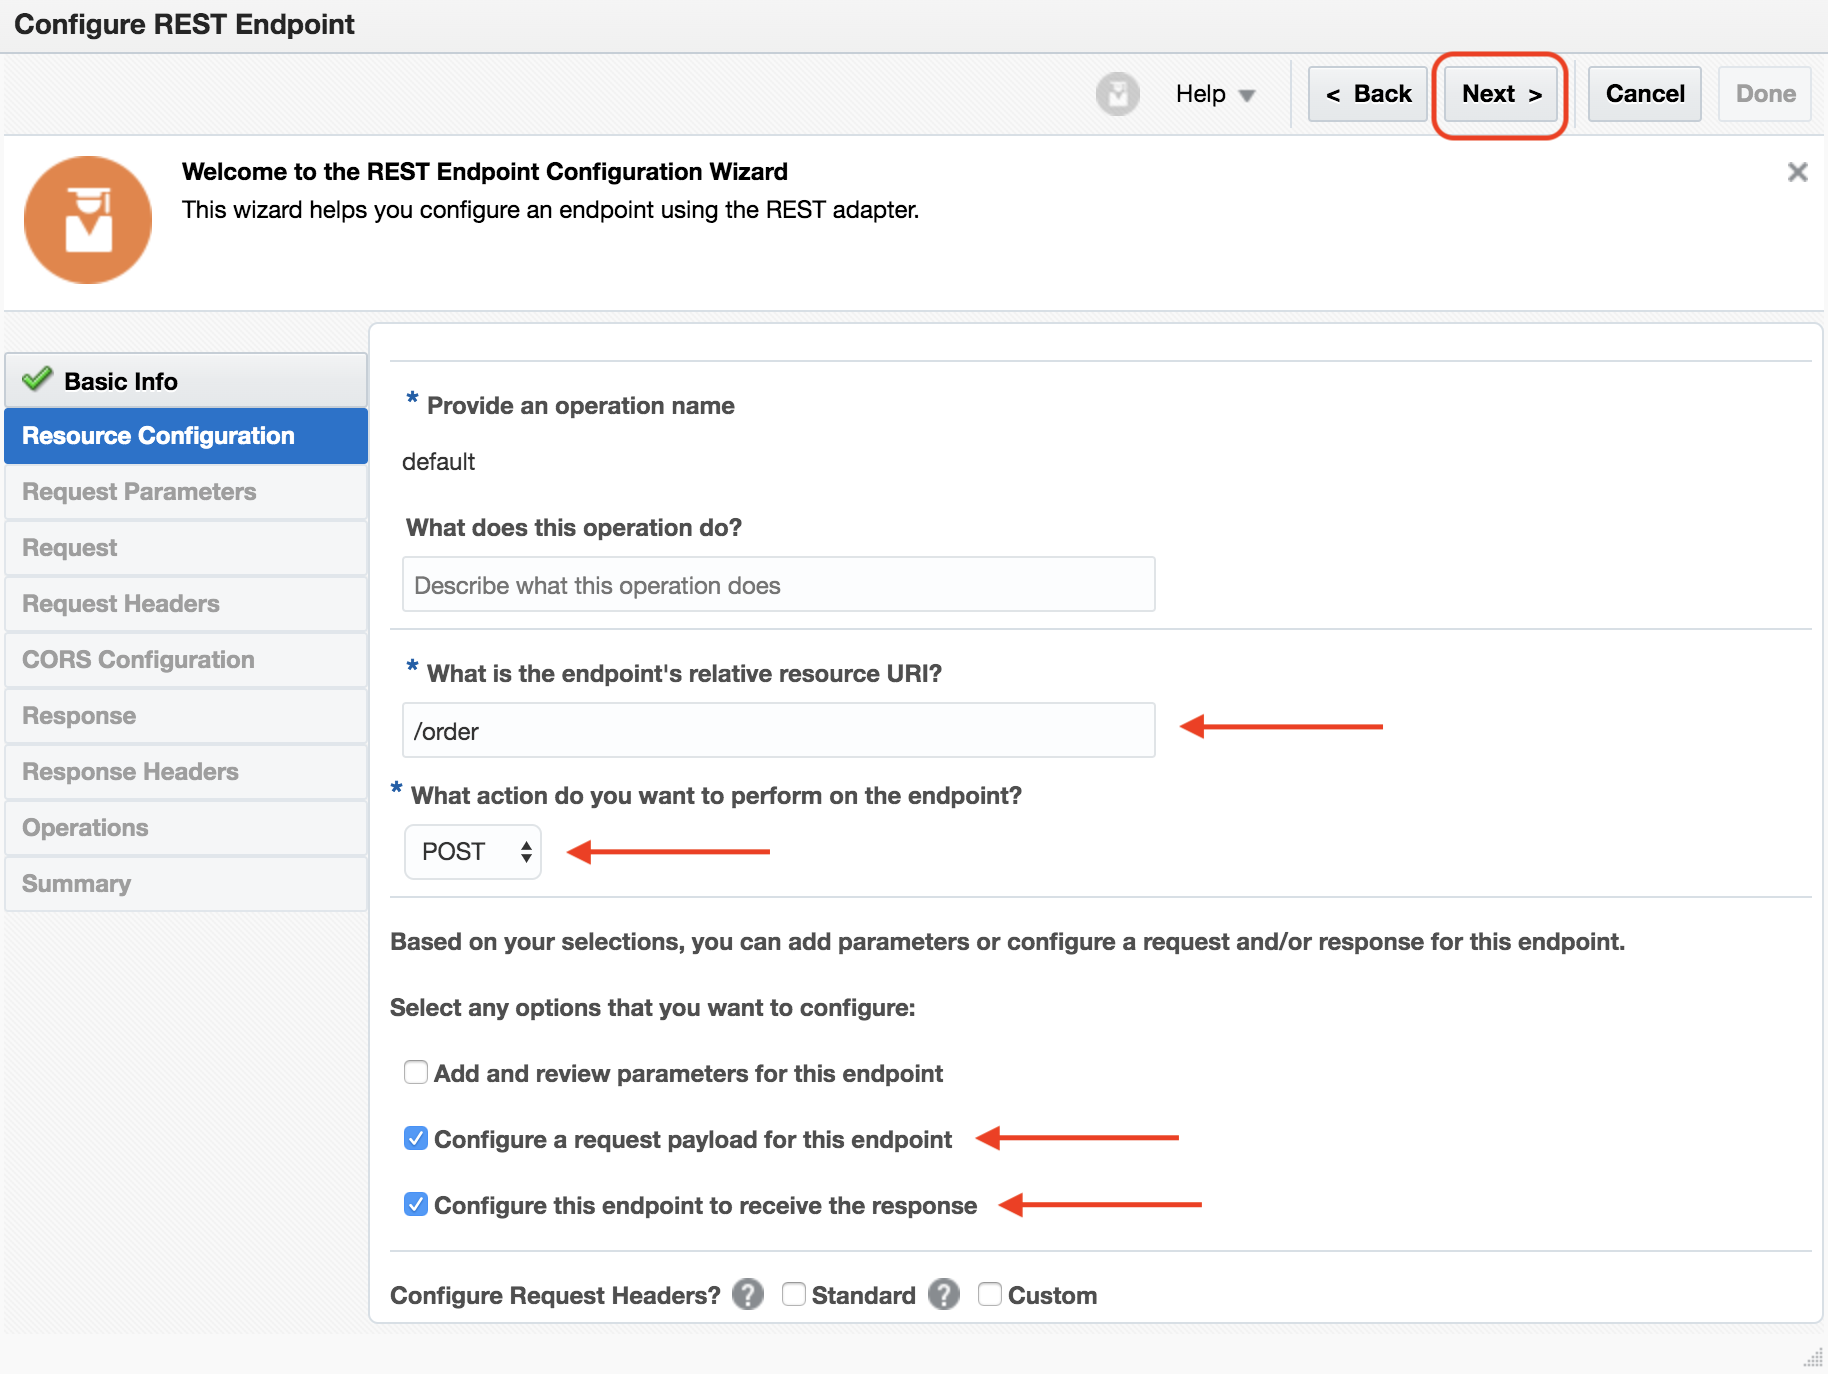 Configure REST Endpoint
Help
< Back
Next >
Cancel
Done
Welcome to the REST Endpoint Configuration Wizard
This wizard helps you configure an endpoint using the REST adapter.
Basic Info
Resource Configuration
Request Parameters
Request
Request Headers
CORS Configuration
Response
Response Headers
Operations
Summary
* Provide an operation name
default
What does this operation do?
Describe what this operation does
* What is the endpoint's relative resource URI?
/order
* What action do you want to perform on the endpoint?
POST
Based on your selections, you can add parameters or configure a request and/or response for this endpoint.
Select any options that you want to configure:
Add and review parameters for this endpoint
Configure a request payload for this endpoint
Configure this endpoint to receive the response
Configure Request Headers? ? Standard ? Custom